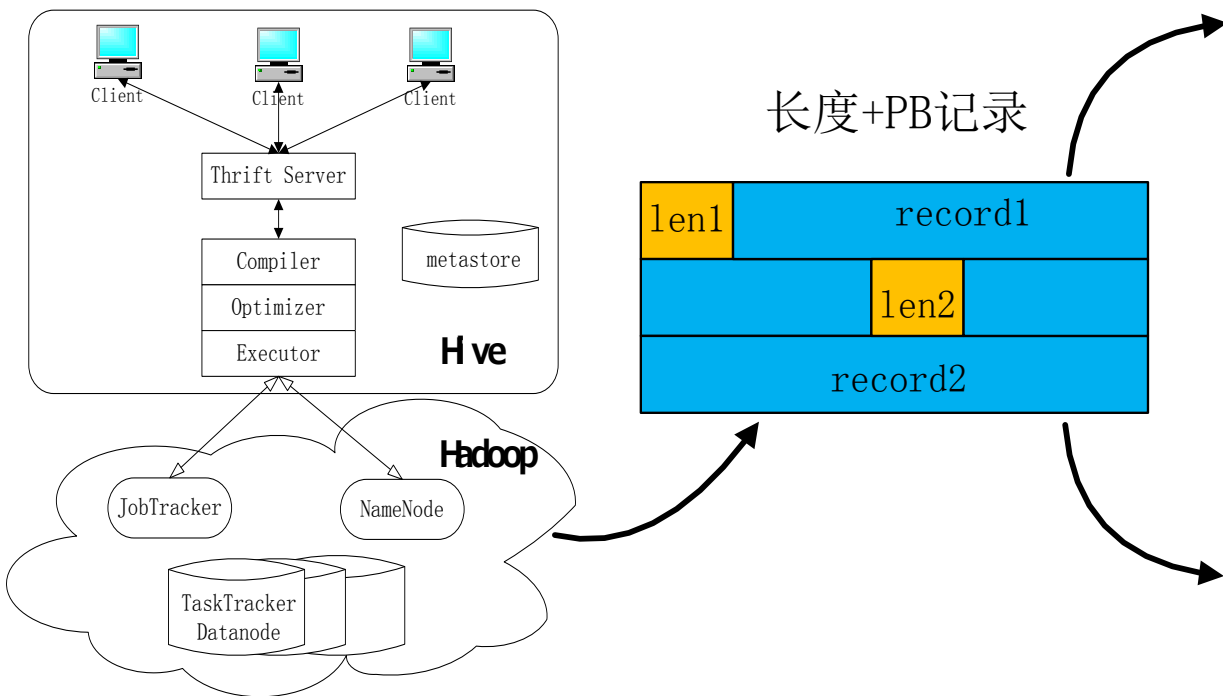 Client
Client
Client
Thrift Server
Compiler
Optimizer
Executor
metastore
Hive
Hadoop
JobTracker
NameNode
TaskTracker
Datanode
长度+PB记录
len1
record1
len2
record2